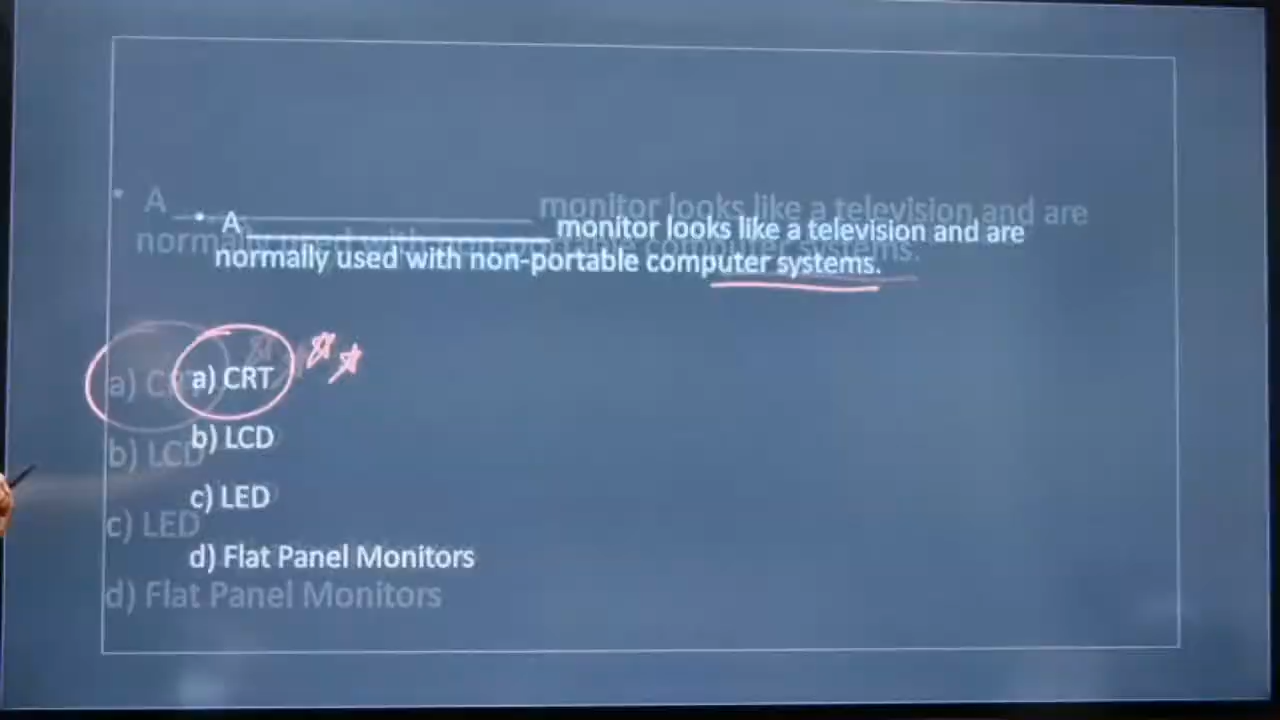 • A ____________________ monitor looks like a television and are
normally used with non-portable computer systems.
a) CRT
b) LCD
c) LED
d) Flat Panel Monitors